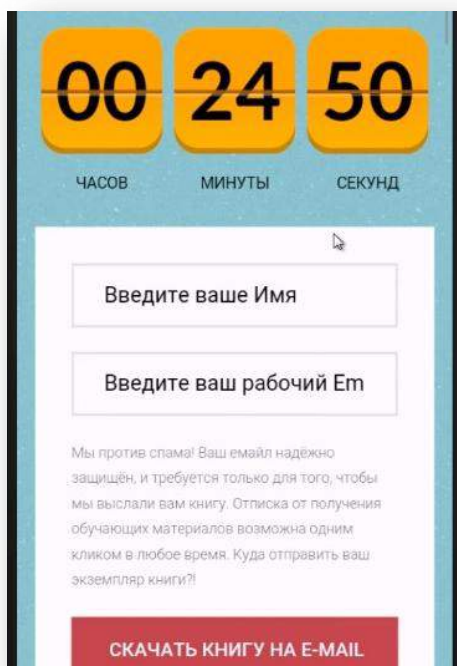 00 24 50
ЧАСОВ МИНУТЫ СЕКУНД
Введите ваше Имя
Введите ваш рабочий Em
Мы против спама! Ваш емайл надёжно
защищён, и требуется только для того, чтобы
мы выслали вам книгу. Отписка от получения
обучающих материалов возможна одним
кликом в любое время. Куда отправить ваш
экземпляр книги?!
СКАЧАТЬ КНИГУ НА E-MAIL